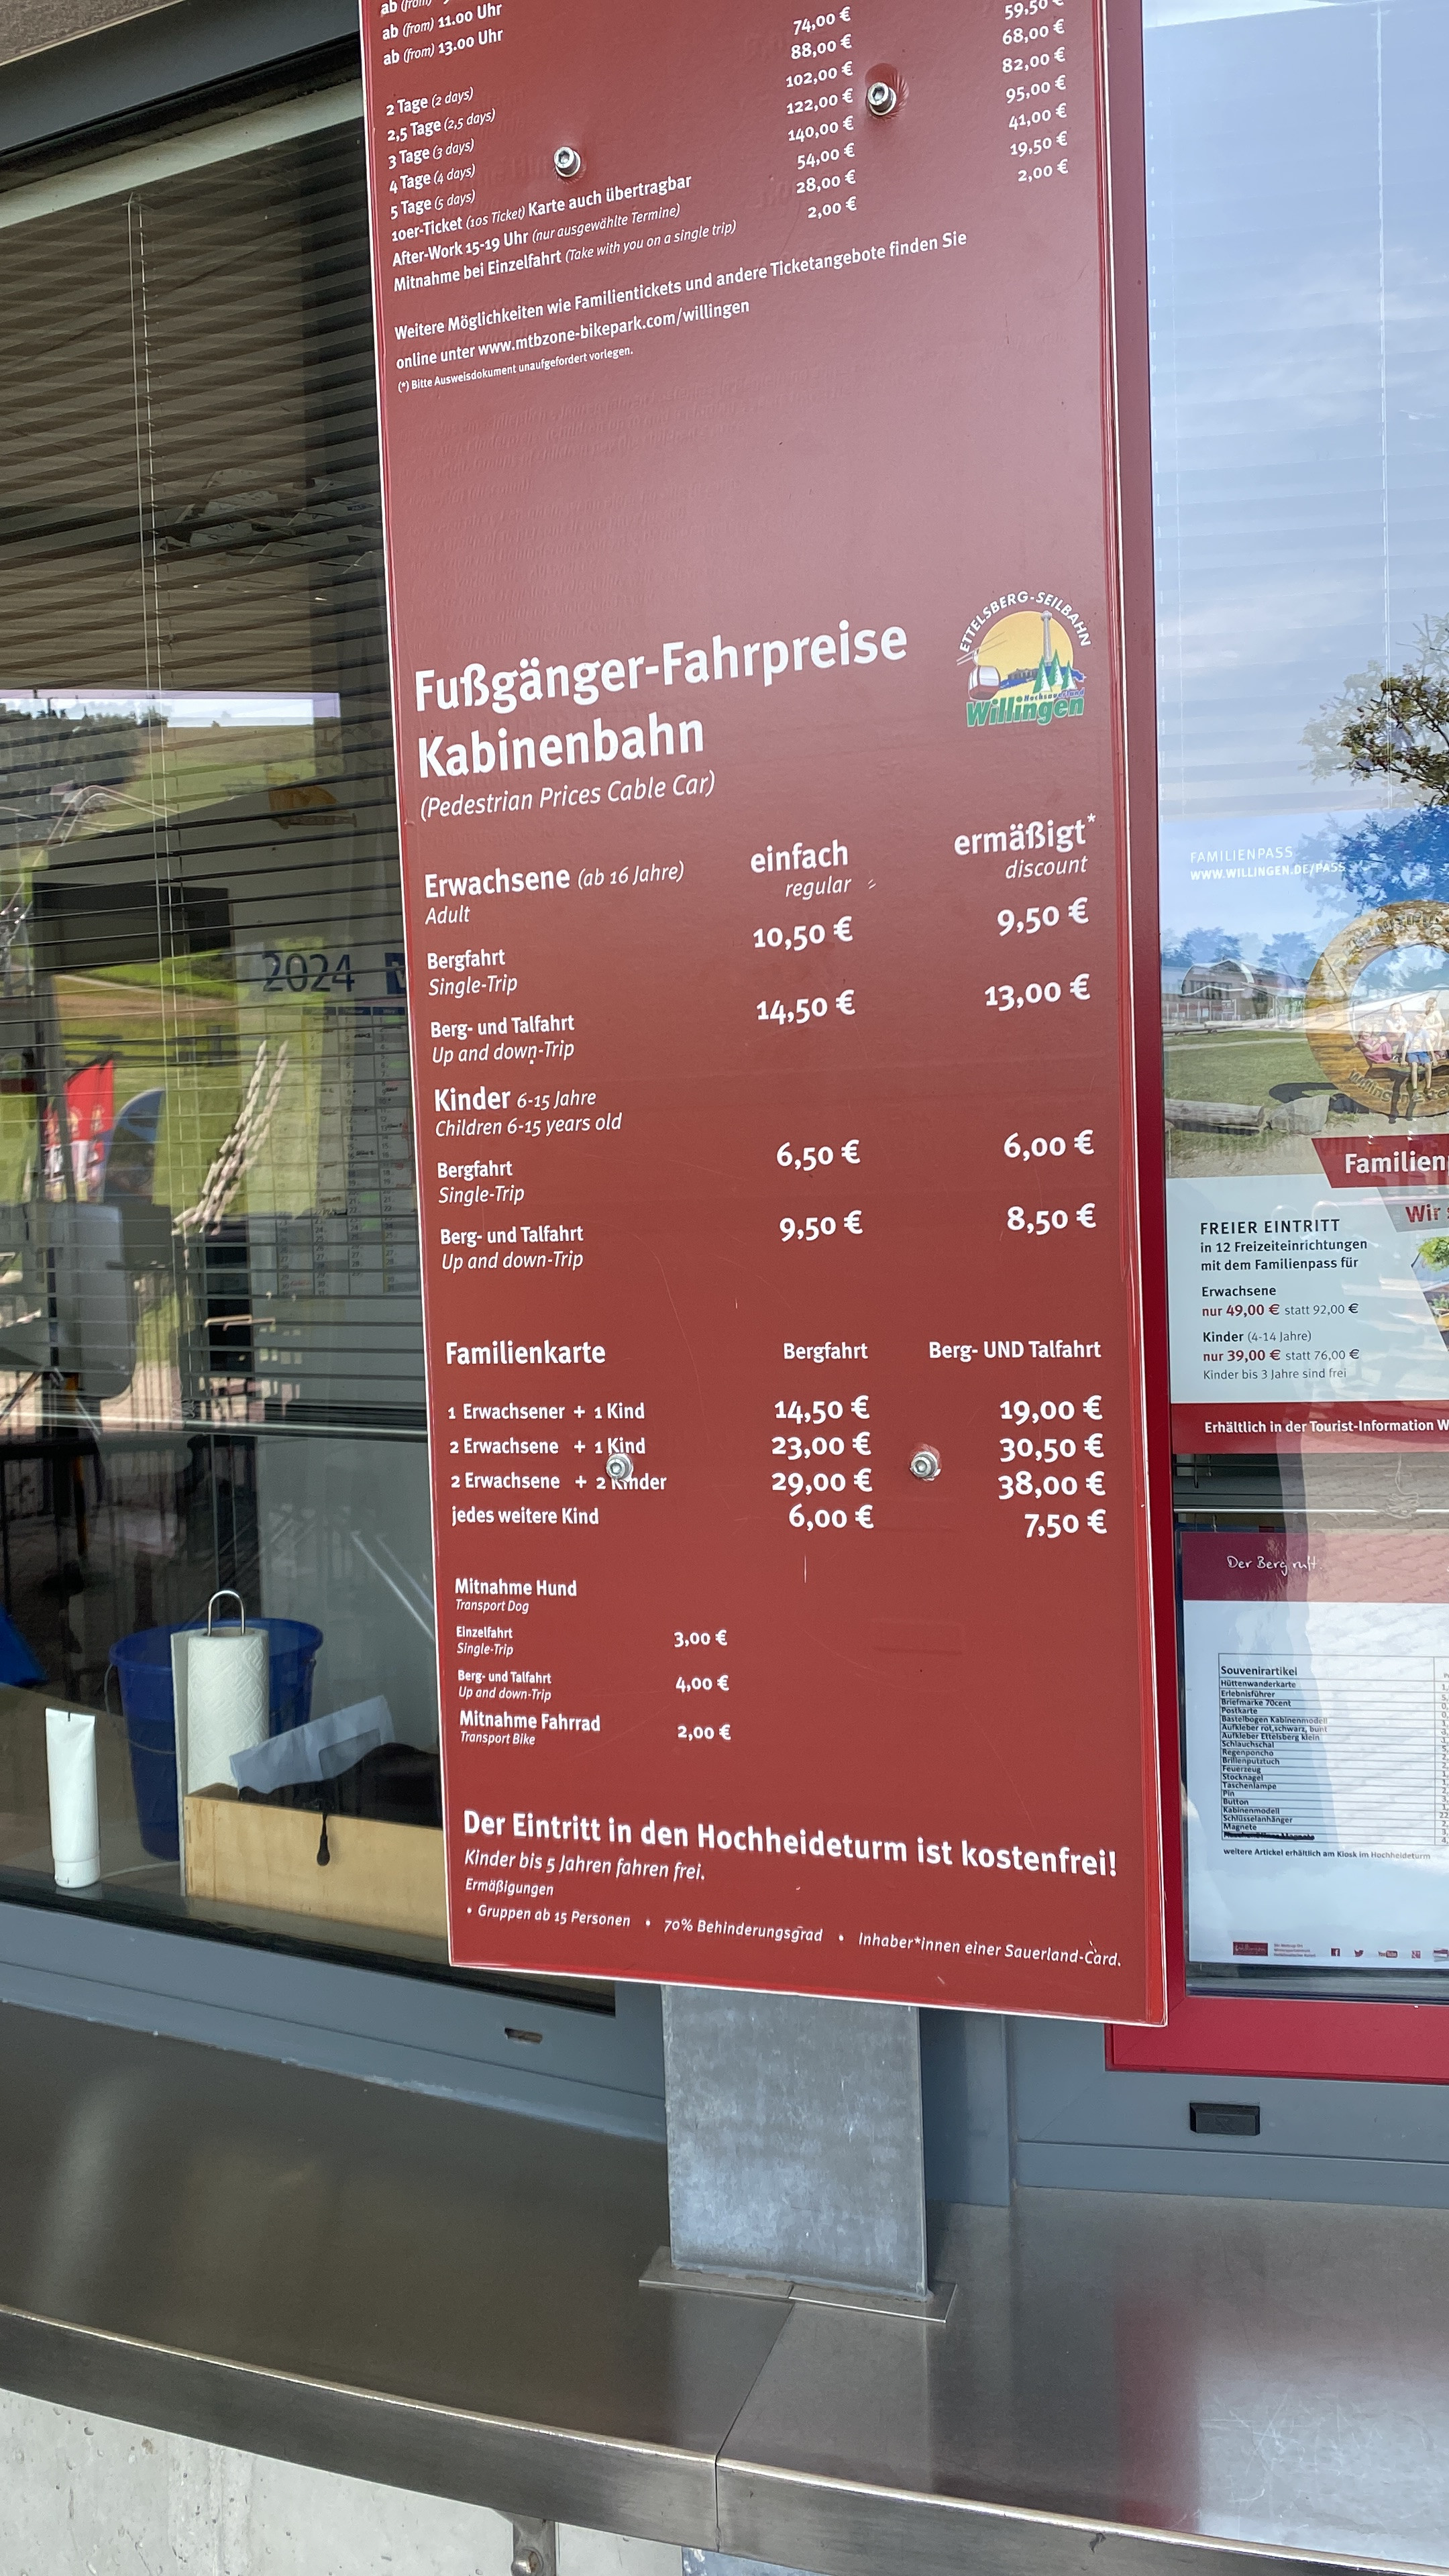 ab (from)
ab (from) 11.00 Uhr
ab (from) 13.00 Uhr
59,50 €
74,00 € 68,00 €
88,00 € 82,00 €
102,00 € 95,00 €
122,00 € 41,00 €
140,00 € 19,50 €
54,00 € 2,00 €
28,00 €
2,00 €
2 Tage (2 days)
2,5 Tage (2,5 days)
3 Tage (3 days)
4 Tage (4 days)
5 Tage (5 days)
10er-Ticket (10s Ticket) Karte auch übertragbar
After-Work 15-19 Uhr (nur ausgewählte Termine)
Mitnahme bei Einzelfahrt (Take with you on a single trip)
Weitere Möglichkeiten wie Familientickets und andere Ticketangebote finden Sie
online unter www.mtbzone-bikepark.com/willingen
(*) Bitte Ausweisdokument unaufgefordert vorlegen.
ETTELSBERG-SEILBAHN
Hochsauerland
Willingen
Fußgänger-Fahrpreise
Kabinenbahn
(Pedestrian Prices Cable Car)
Erwachsene (ab 16 Jahre) einfach ermäßigt*
Adult regular discount
Bergfahrt 10,50 € 9,50 €
Single-Trip
Berg- und Talfahrt 14,50 € 13,00 €
Up and down-Trip
Kinder 6-15 Jahre
Children 6-15 years old
Bergfahrt 6,50 € 6,00 €
Single-Trip
Berg- und Talfahrt 9,50 € 8,50 €
Up and down-Trip
Familienkarte Bergfahrt Berg- UND Talfahrt
1 Erwachsener + 1 Kind 14,50 € 19,00 €
2 Erwachsene + 1 Kind 23,00 € 30,50 €
2 Erwachsene + 2 Kinder 29,00 € 38,00 €
jedes weitere Kind 6,00 € 7,50 €
Mitnahme Hund
Transport Dog
Einzelfahrt 3,00 €
Single-Trip
Berg- und Talfahrt 4,00 €
Up and down-Trip
Mitnahme Fahrrad 2,00 €
Transport Bike
Der Eintritt in den Hochheideturm ist kostenfrei!
Kinder bis 5 Jahren fahren frei.
Ermäßigungen
• Gruppen ab 15 Personen • 70% Behinderungsgrad • Inhaber*innen einer Sauerland-Card.
2024
FAMILIENPASS
WWW.WILLINGEN.DE/PASS
Familien
Wir
FREIER EINTRITT
in 12 Freizeiteinrichtungen
mit dem Familienpass für
Erwachsene
nur 49,00 € statt 92,00 €
Kinder (4-14 Jahre)
nur 39,00 € statt 76,00 €
Kinder bis 3 Jahre sind frei
Erhältlich in der Tourist-Information W
Der Berg ruft
Souvenirartikel
Hüttenwanderkarte
Erlebnisführer
Briefmarke 70cent
Postkarte
Bastelbogen Kabinenmodell
Aufkleber rot,schwarz, bunt
Aufkleber Ettelsberg klein
Schlauchschal
Regenponcho
Brillenputztuch
Feuerzeug
Stocknagel
Taschenlampe
Pin
Button
Kabinenmodell
Schlüsselanhänger
Magnete
weitere Artickel erhältlich am Kiosk im Hochheideturm